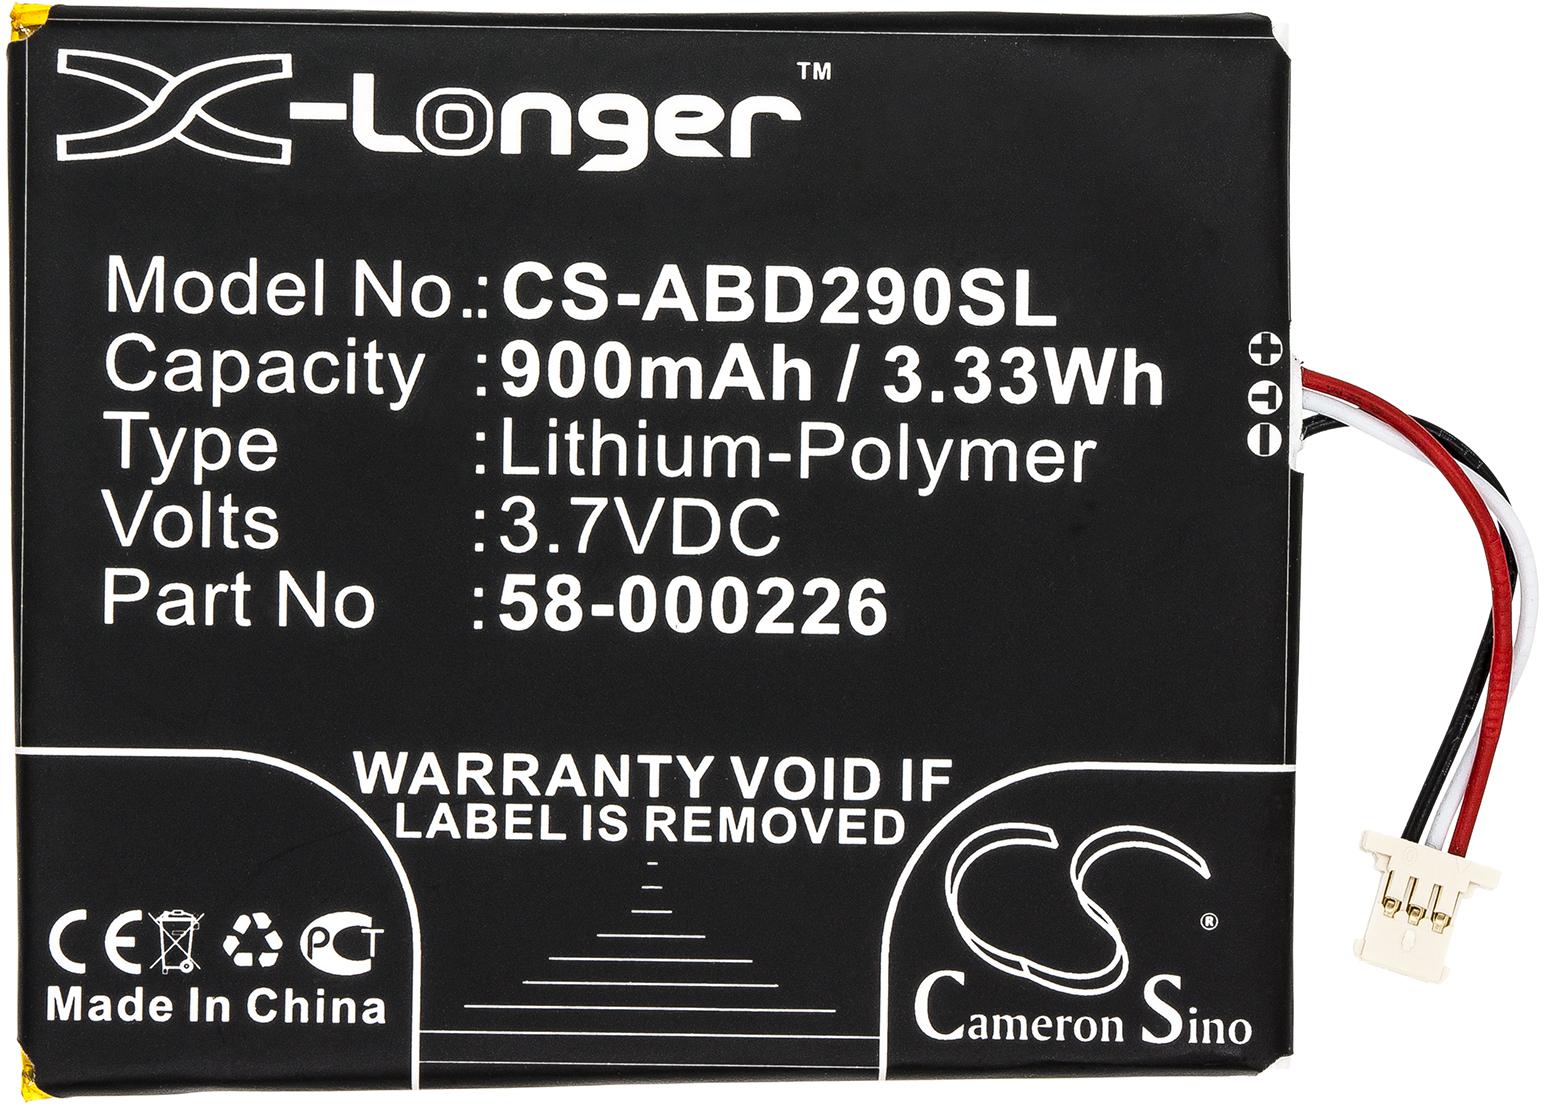 X-Longer™
Model No.: CS-ABD290SL
Capacity : 900mAh / 3.33Wh
Type : Lithium-Polymer
Volts : 3.7VDC
Part No : 58-000226
+
T
-
WARRANTY VOID IF
LABEL IS REMOVED
CE PCT
Made In China
CS®
Cameron Sino